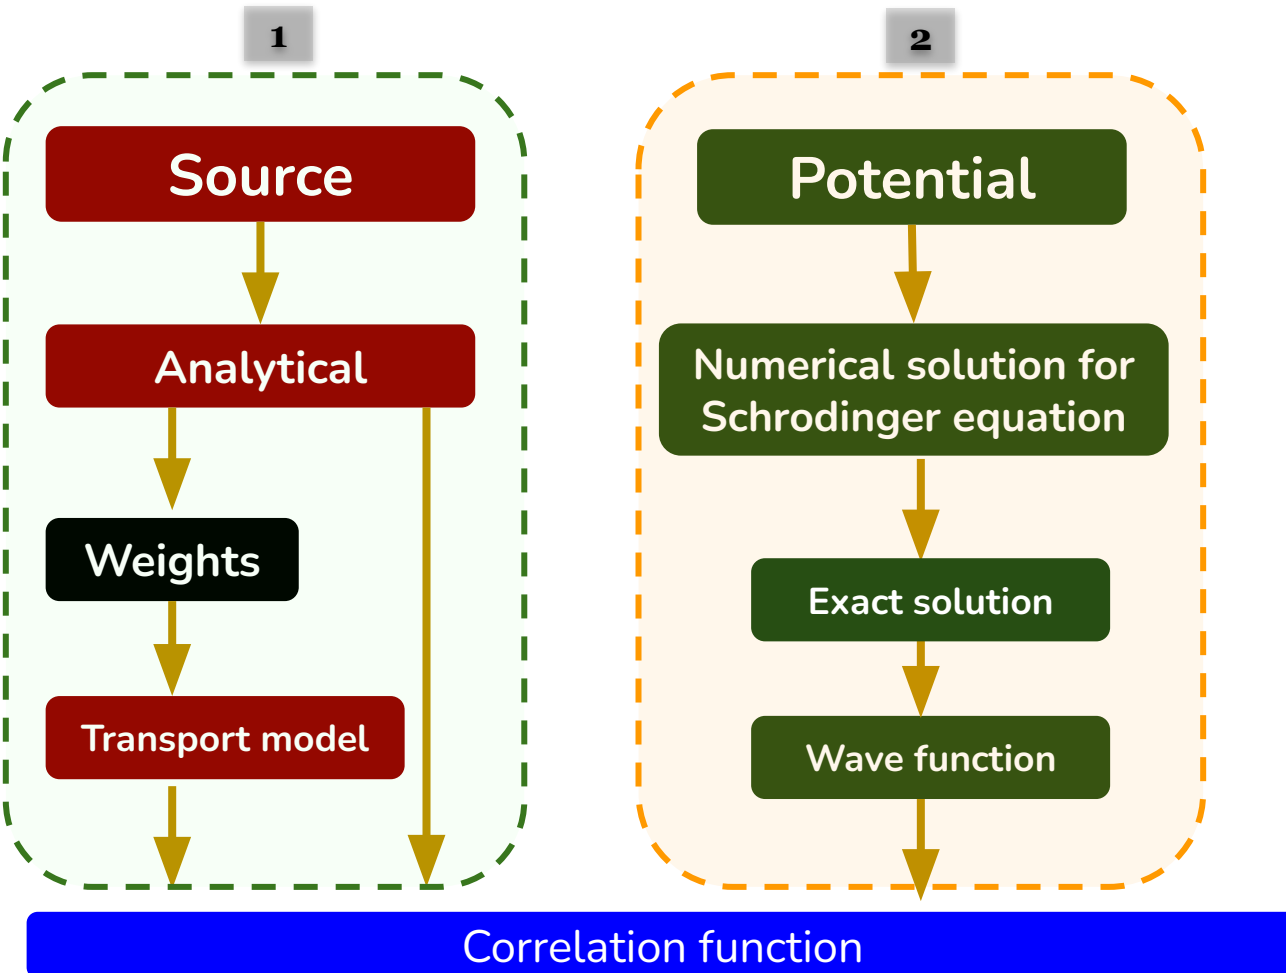 1
Source
Analytical
Weights
Transport model
2
Potential
Numerical solution for
Schrodinger equation
Exact solution
Wave function
Correlation function